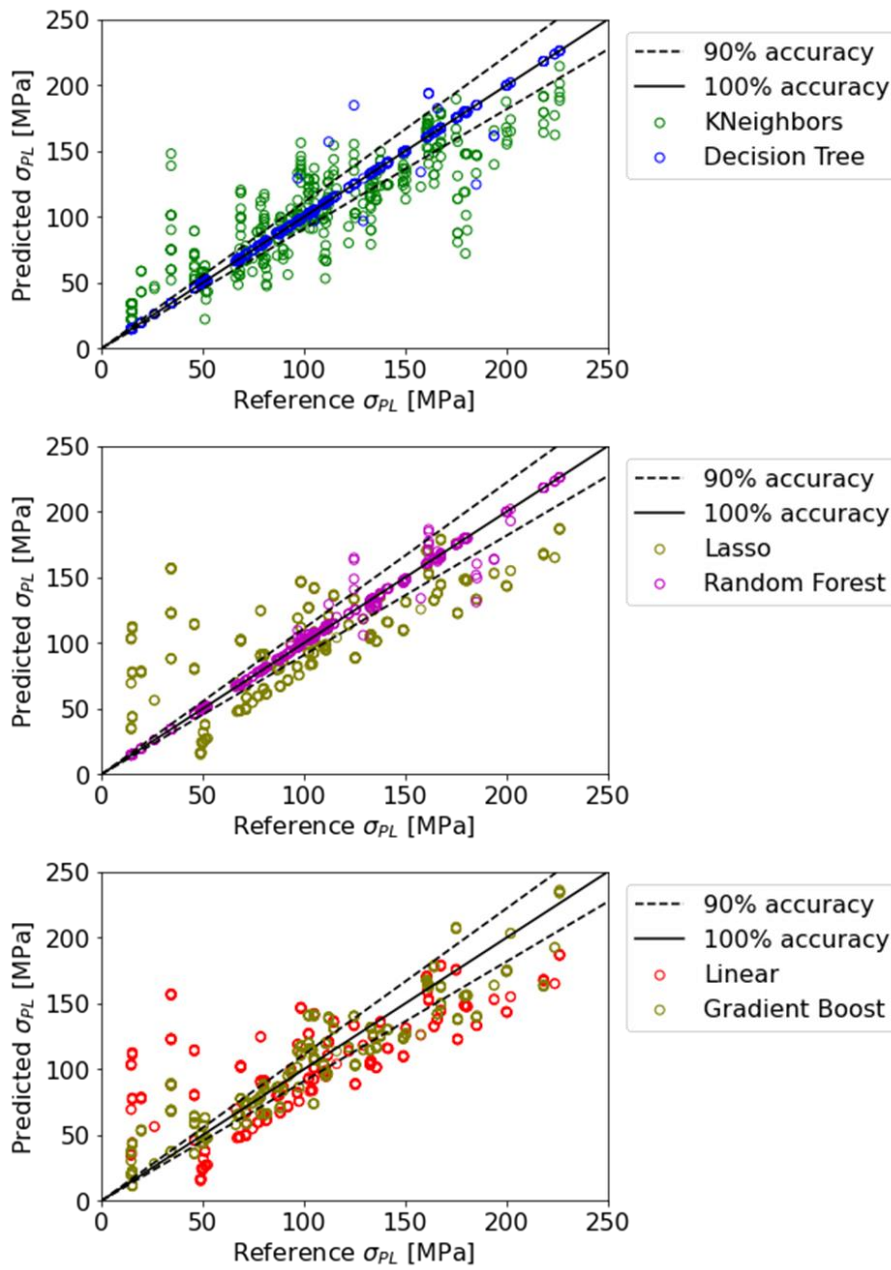 250
200
150
100
50
0
Predicted σPL [MPa]
0 50 100 150 200 250
Reference σPL [MPa]
90% accuracy
100% accuracy
KNeighbors
Decision Tree
250
200
150
100
50
0
Predicted σPL [MPa]
0 50 100 150 200 250
Reference σPL [MPa]
90% accuracy
100% accuracy
Lasso
Random Forest
250
200
150
100
50
0
Predicted σPL [MPa]
0 50 100 150 200 250
Reference σPL [MPa]
90% accuracy
100% accuracy
Linear
Gradient Boost